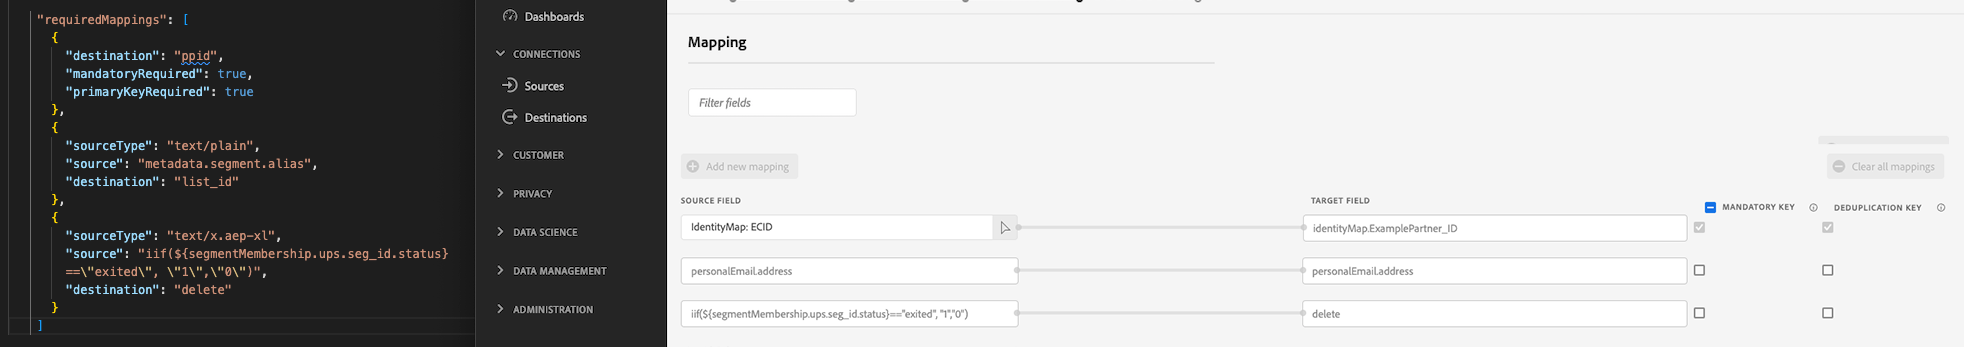 "requiredMappings": [
{
"destination": "ppid",
"mandatoryRequired": true,
"primaryKeyRequired": true
},
{
"sourceType": "text/plain",
"source": "metadata.segment.alias",
"destination": "list_id"
},
{
"sourceType": "text/x.aep-xl",
"source": "iif(${segmentMembership.ups.seg_id.status}
==\"exited\", \"1\",\"0\")",
"destination": "delete"
}
]
Dashboards
CONNECTIONS
Sources
Destinations
CUSTOMER
PRIVACY
DATA SCIENCE
DATA MANAGEMENT
ADMINISTRATION
Mapping
Filter fields
Add new mapping
Clear all mappings
SOURCE FIELD
TARGET FIELD
MANDATORY KEY
DEDUPLICATION KEY
IdentityMap: ECID
identityMap.ExamplePartner_ID
personalEmail.address
personalEmail.address
iif(${segmentMembership.ups.seg_id.status}=="exited", "1","0")
delete